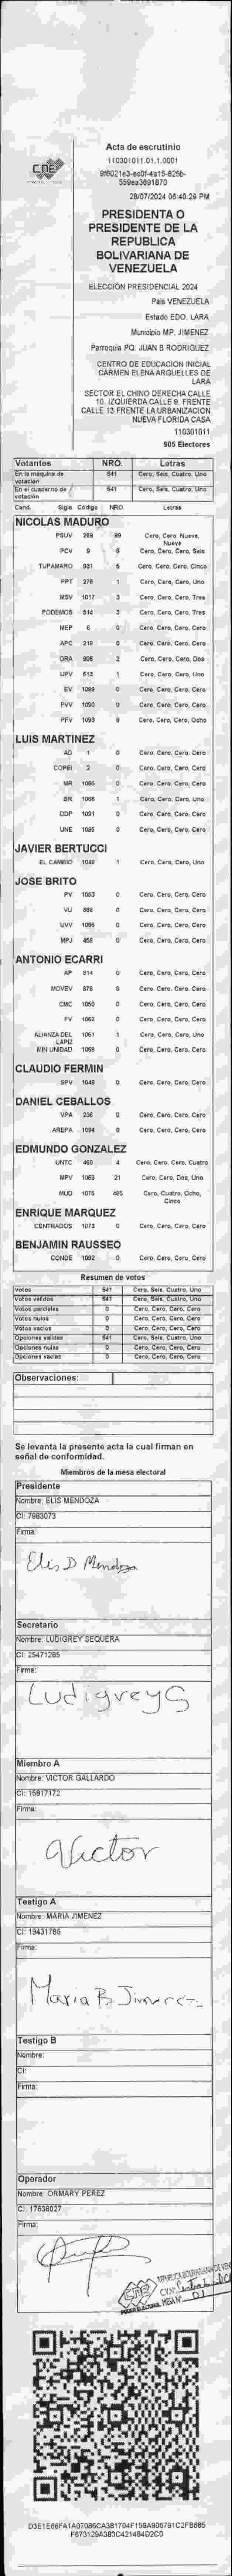 CNE
Acta de escrutinio
110301011.01.1.0001
9f6021e3-ec0f-4a15-825b-
559ea3691870
28/07/2024 06:40:29 PM
PRESIDENTA O
PRESIDENTE DE LA
REPUBLICA
BOLIVARIANA DE
VENEZUELA
ELECCIÓN PRESIDENCIAL 2024
País VENEZUELA
Estado EDO. LARA
Municipio MP. JIMENEZ
Parroquia PQ. JUAN B RODRIGUEZ
CENTRO DE EDUCACION INICIAL
CARMEN ELENA ARGUELLES DE
LARA
SECTOR EL CHINO DERECHA CALLE
10. IZQUIERDA CALLE 9. FRENTE
CALLE 13 FRENTE LA URBANIZACION
NUEVA FLORIDA CASA
110301011
905 Electores
Votantes NRO. Letras
En la máquina de votación 641 Cero, Seis, Cuatro, Uno
En el cuaderno de votación 641 Cero, Seis, Cuatro, Uno
Cand. Sigla Código NRO. Letras
NICOLAS MADURO
PSUV 268 99 Cero, Cero, Nueve, Nueve
PCV 9 6 Cero, Cero, Cero, Seis
TUPAMARO 931 5 Cero, Cero, Cero, Cinco
PPT 278 1 Cero, Cero, Cero, Uno
MSV 1017 3 Cero, Cero, Cero, Tres
PODEMOS 514 3 Cero, Cero, Cero, Tres
MEP 6 0 Cero, Cero, Cero, Cero
APC 219 0 Cero, Cero, Cero, Cero
ORA 906 2 Cero, Cero, Cero, Dos
UPV 513 1 Cero, Cero, Cero, Uno
EV 1089 0 Cero, Cero, Cero, Cero
PVV 1090 0 Cero, Cero, Cero, Cero
PFV 1093 8 Cero, Cero, Cero, Ocho
LUIS MARTINEZ
AD 1 0 Cero, Cero, Cero, Cero
COPEI 2 0 Cero, Cero, Cero, Cero
MR 1095 0 Cero, Cero, Cero, Cero
BR 1066 1 Cero, Cero, Cero, Uno
DDP 1091 0 Cero, Cero, Cero, Cero
UNE 1096 0 Cero, Cero, Cero, Cero
JAVIER BERTUCCI
EL CAMBIO 1048 1 Cero, Cero, Cero, Uno
JOSE BRITO
PV 1053 0 Cero, Cero, Cero, Cero
VU 868 0 Cero, Cero, Cero, Cero
UVV 1098 0 Cero, Cero, Cero, Cero
MPJ 456 0 Cero, Cero, Cero, Cero
ANTONIO ECARRI
AP 814 0 Cero, Cero, Cero, Cero
MOVEV 878 0 Cero, Cero, Cero, Cero
CMC 1050 0 Cero, Cero, Cero, Cero
FV 1062 0 Cero, Cero, Cero, Cero
ALIANZA DEL LAPIZ 1051 1 Cero, Cero, Cero, Uno
MIN UNIDAD 1058 0 Cero, Cero, Cero, Cero
CLAUDIO FERMIN
SPV 1049 0 Cero, Cero, Cero, Cero
DANIEL CEBALLOS
VPA 236 0 Cero, Cero, Cero, Cero
AREPA 1094 0 Cero, Cero, Cero, Cero
EDMUNDO GONZALEZ
UNTC 460 4 Cero, Cero, Cero, Cuatro
MPV 1069 21 Cero, Cero, Dos, Uno
MUD 1075 485 Cero, Cuatro, Ocho, Cinco
ENRIQUE MARQUEZ
CENTRADOS 1073 0 Cero, Cero, Cero, Cero
BENJAMIN RAUSSEO
CONDE 1092 0 Cero, Cero, Cero, Cero
Resumen de votos
Votos 641 Cero, Seis, Cuatro, Uno
Votos validos 641 Cero, Seis, Cuatro, Uno
Votos parciales 0 Cero, Cero, Cero, Cero
Votos nulos 0 Cero, Cero, Cero, Cero
Votos vacios 0 Cero, Cero, Cero, Cero
Opciones validas 641 Cero, Seis, Cuatro, Uno
Opciones nulas 0 Cero, Cero, Cero, Cero
Opciones vacias 0 Cero, Cero, Cero, Cero
Observaciones:
Se levanta la presente acta la cual firman en
señal de conformidad.
Miembros de la mesa electoral
Presidente
Nombre: ELIS MENDOZA
CI: 7983073
Firma:
Elis D Mendoza
Secretario
Nombre: LUDIGREY SEQUERA
CI: 25471285
Firma:
Ludigrey S
Miembro A
Nombre: VICTOR GALLARDO
CI: 15817172
Firma:
Victor
Testigo A
Nombre: MARIA JIMENEZ
CI: 19431786
Firma:
Maria B Jimenez
Testigo B
Nombre:
CI:
Firma:
Operador
Nombre: ORMARY PEREZ
CI: 17638027
Firma:
REPÚBLICA BOLIVARIANA DE
CNE
PODER ELECTORAL MESA Nº 01
D3E1E66FA1A07086CA381704F159A906791C2FB685
F673129A383C421484D2C0